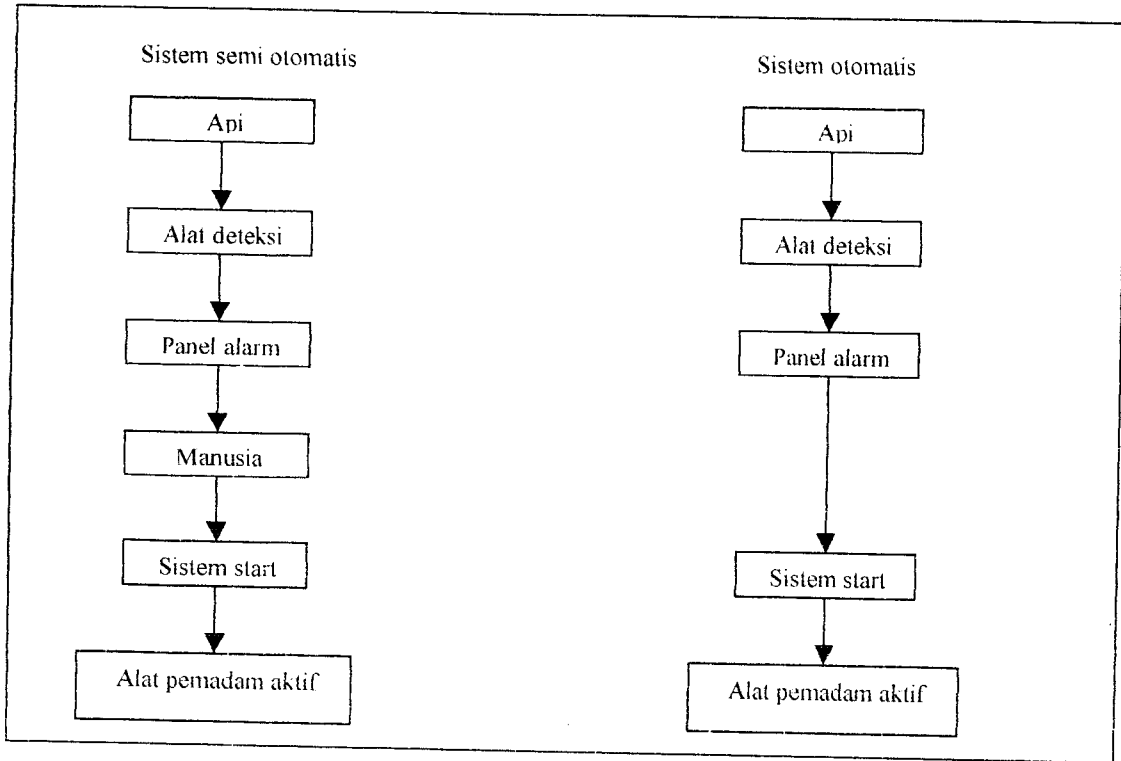 Sistem semi otomatis
Api
Alat deteksi
Panel alarm
Manusia
Sistem start
Alat pemadam aktif
Sistem otomatis
Api
Alat deteksi
Panel alarm
Sistem start
Alat pemadam aktif